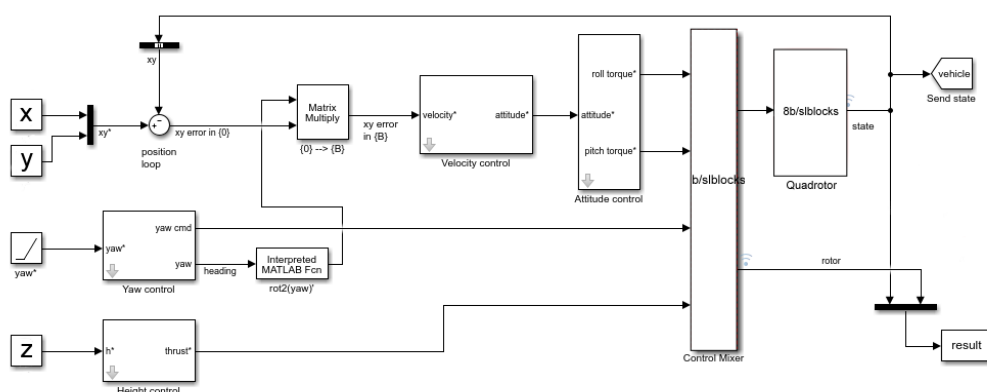 xy
X
y
xy*
xy error in {0}
position
loop
Matrix
Multiply
{0} --> {B}
xy error
in {B}
velocity*
attitude*
Velocity control
attitude*
roll torque*
pitch torque*
Attitude control
b/slblocks
Control Mixer
8b/slblocks
Quadrotor
state
vehicle
Send state
yaw*
yaw*
yaw cmd
yaw
Yaw control
heading
Interpreted
MATLAB Fcn
rot2(yaw)'
rotor
result
Z
h*
thrust*
Height control